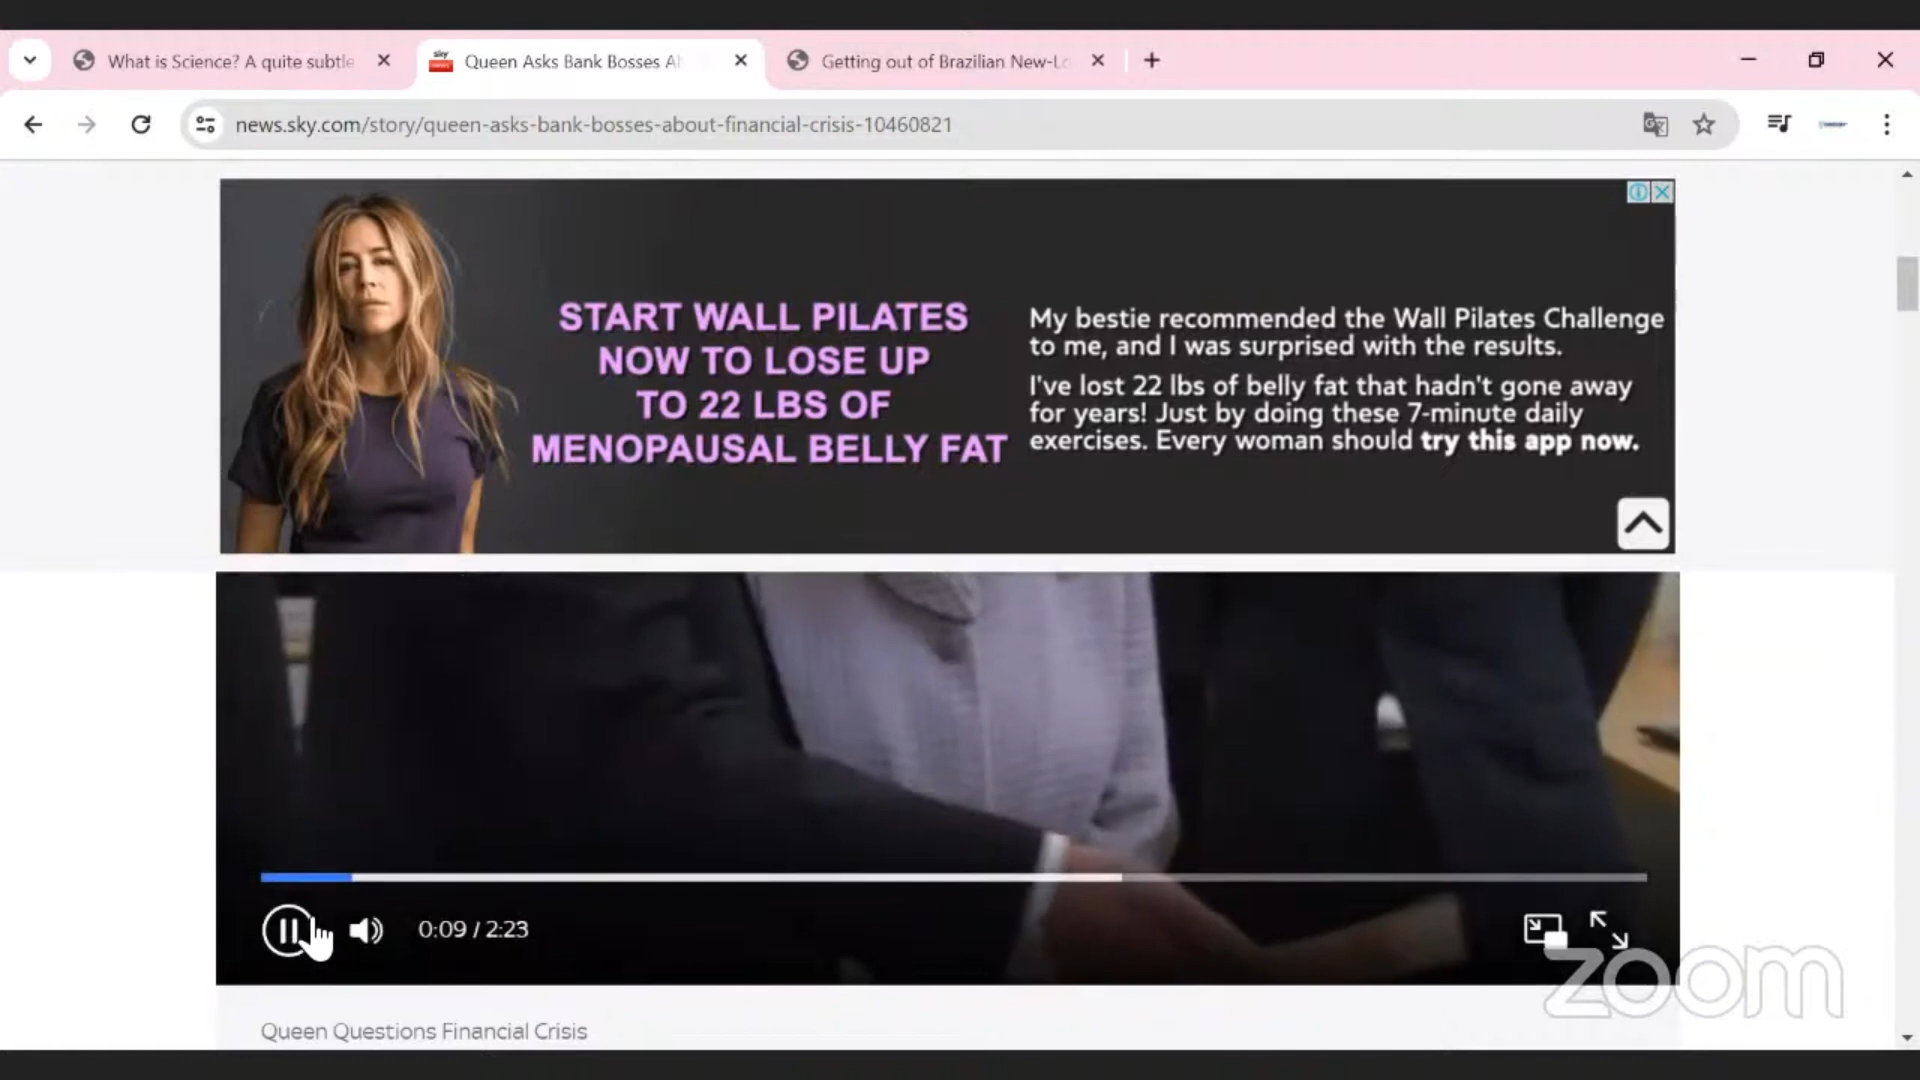 What is Science? A quite subtle
sky news
Queen Asks Bank Bosses Ab
Getting out of Brazilian New-Lo
news.sky.com/story/queen-asks-bank-bosses-about-financial-crisis-10460821
START WALL PILATES
NOW TO LOSE UP
TO 22 LBS OF
MENOPAUSAL BELLY FAT
My bestie recommended the Wall Pilates Challenge
to me, and I was surprised with the results.
I've lost 22 lbs of belly fat that hadn't gone away
for years! Just by doing these 7-minute daily
exercises. Every woman should try this app now.
0:09 / 2:23
zoom
Queen Questions Financial Crisis